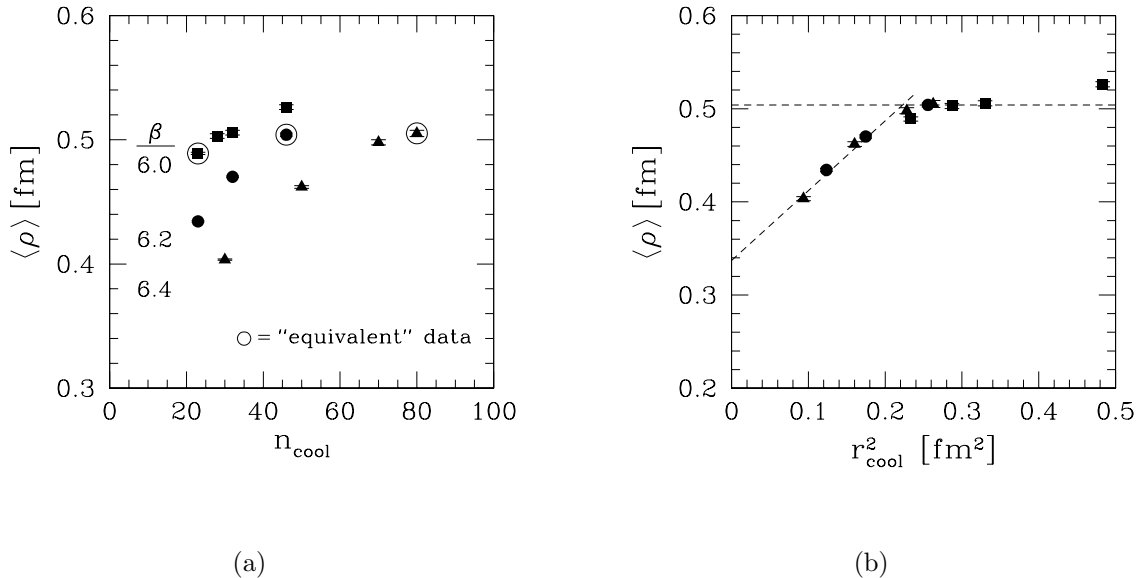 0.6
0.5
0.4
0.3
⟨ρ⟩ [fm]
β
6.0
6.2
6.4
○ = "equivalent" data
0 20 40 60 80 100
n_cool
(a)
0.6
0.5
0.4
0.3
0.2
⟨ρ⟩ [fm]
0 0.1 0.2 0.3 0.4 0.5
r²_cool [fm²]
(b)